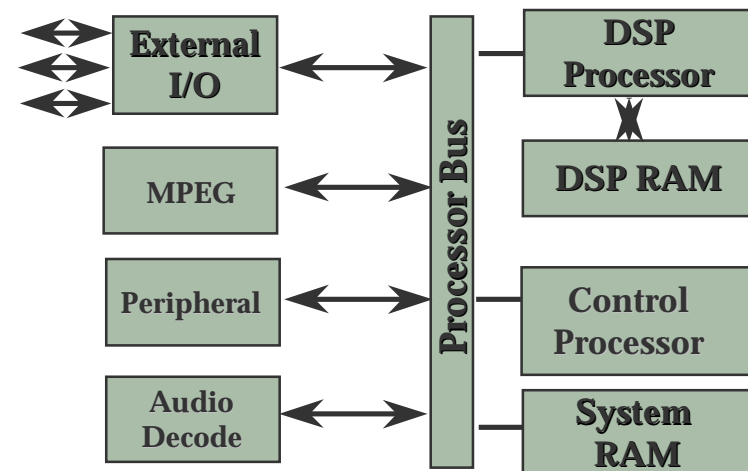 External
I/O
MPEG
Peripheral
Audio
Decode
Processor Bus
DSP
Processor
DSP RAM
Control
Processor
System
RAM